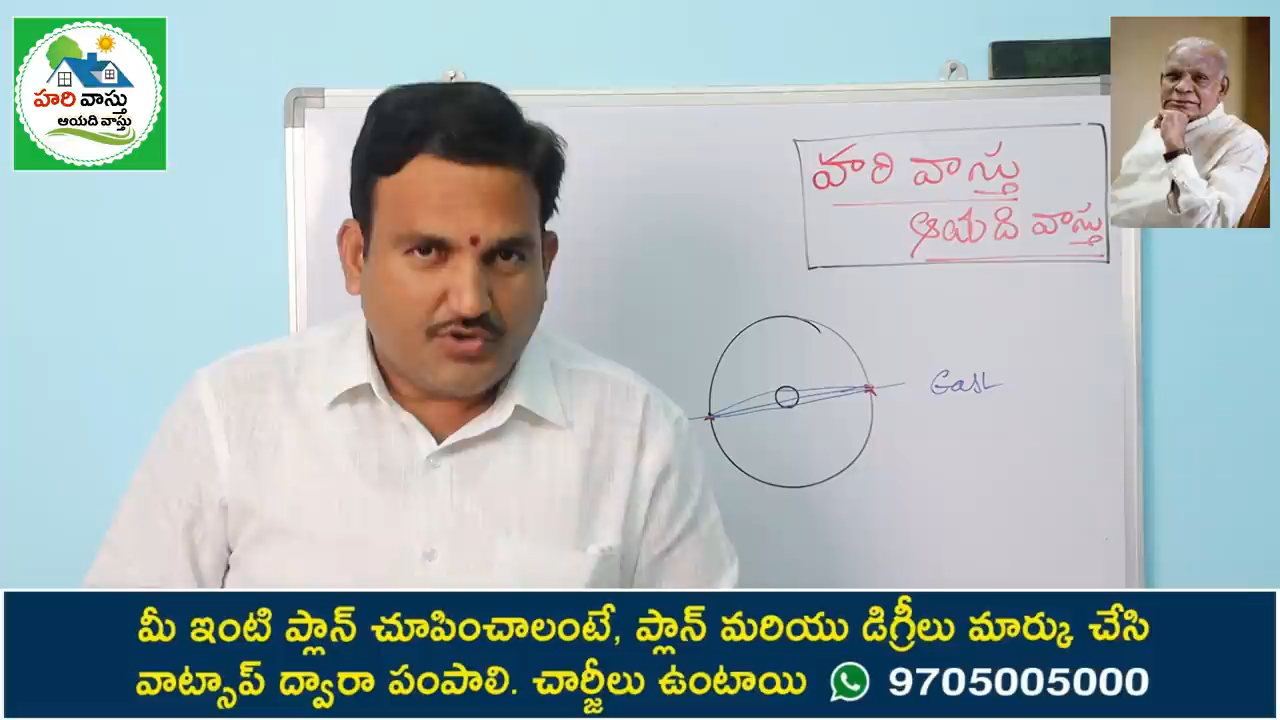 హరి వాస్తు
ఆయది వాస్తు
హరి వాస్తు
ఆయది వాస్తు
East
మీ ఇంటి ప్లాన్ చూపించాలంటే, ప్లాన్ మరియు డిగ్రీలు మార్కు చేసి
వాట్సాప్ ద్వారా పంపాలి. చార్జీలు ఉంటాయి 9705005000